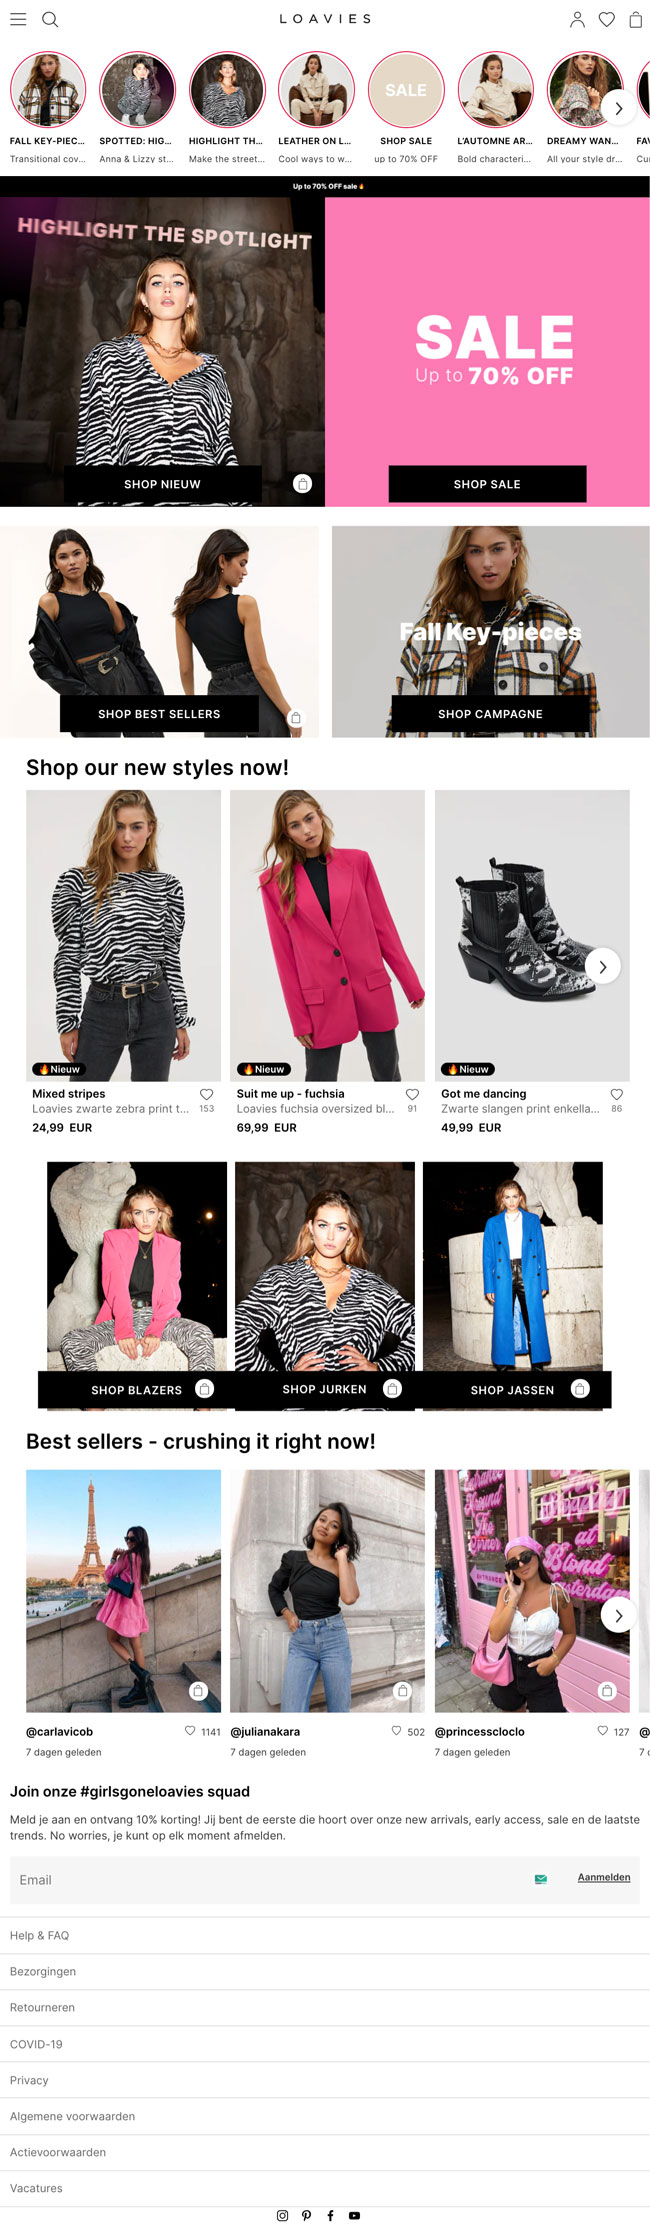 LOAVIES
SALE
FALL KEY-PIEC...
SPOTTED: HIG...
HIGHLIGHT TH...
LEATHER ON L...
SHOP SALE
L'AUTOMNE AR...
DREAMY WAN...
FAV
Transitional cov...
Anna & Lizzy st...
Make the street...
Cool ways to w...
up to 70% OFF
Bold characteri...
All your style dr...
Cu
Up to 70% OFF sale🔥
HIGHLIGHT THE SPOTLIGHT
SALE
Up to 70% OFF
SHOP NIEUW
SHOP SALE
Fall Key-pieces
SHOP BEST SELLERS
SHOP CAMPAGNE
Shop our new styles now!
🔥Nieuw
🔥Nieuw
🔥Nieuw
Mixed stripes
Loavies zwarte zebra print t...
153
24,99 EUR
Suit me up - fuchsia
Loavies fuchsia oversized bl...
91
69,99 EUR
Got me dancing
Zwarte slangen print enkella...
86
49,99 EUR
SHOP BLAZERS
SHOP JURKEN
SHOP JASSEN
Best sellers - crushing it right now!
ENTRANCE
at
Blond
Amsterdam
@carlavicob
1141
7 dagen geleden
@julianakara
502
7 dagen geleden
@princesscloclo
127
7 dagen geleden
@
7
Join onze #girlsgoneloavies squad
Meld je aan en ontvang 10% korting! Jij bent de eerste die hoort over onze new arrivals, early access, sale en de laatste
trends. No worries, je kunt op elk moment afmelden.
Email
Aanmelden
Help & FAQ
Bezorgingen
Retourneren
COVID-19
Privacy
Algemene voorwaarden
Actievoorwaarden
Vacatures